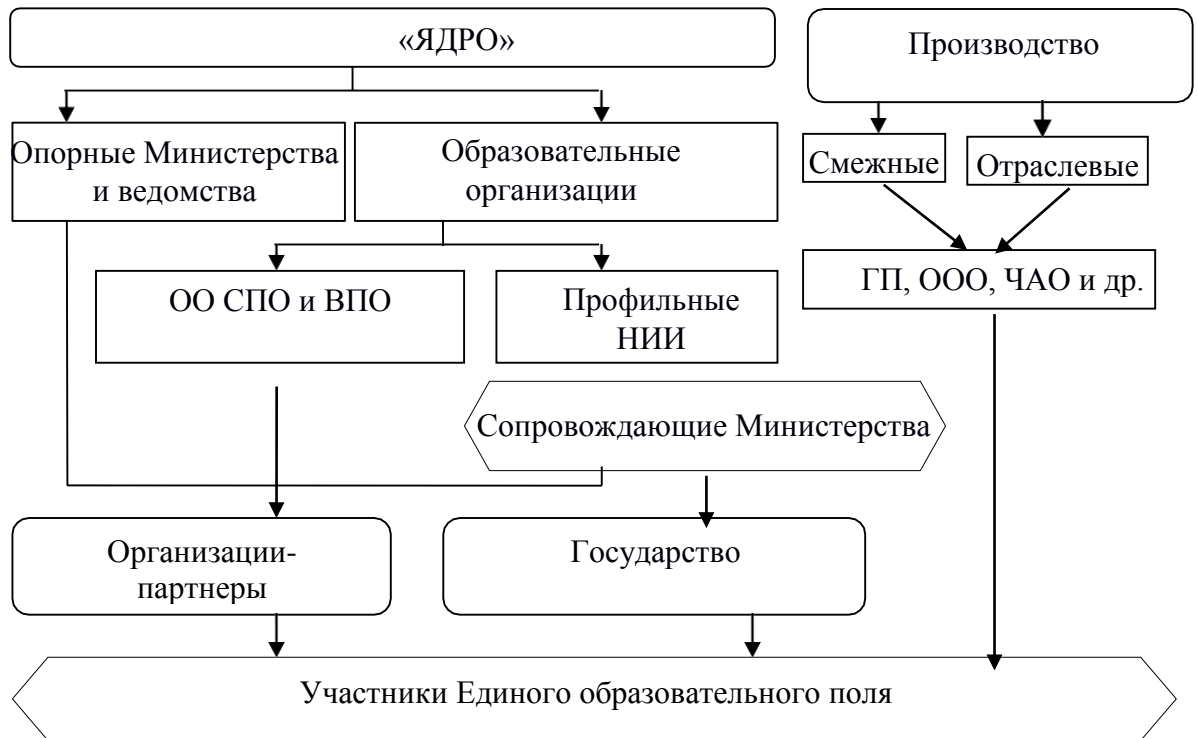 «ЯДРО»
Производство
Опорные Министерства
и ведомства
Образовательные
организации
Смежные
Отраслевые
ОО СПО и ВПО
Профильные
НИИ
ГП, ООО, ЧАО и др.
Сопровождающие Министерства
Организации-
партнеры
Государство
Участники Единого образовательного поля